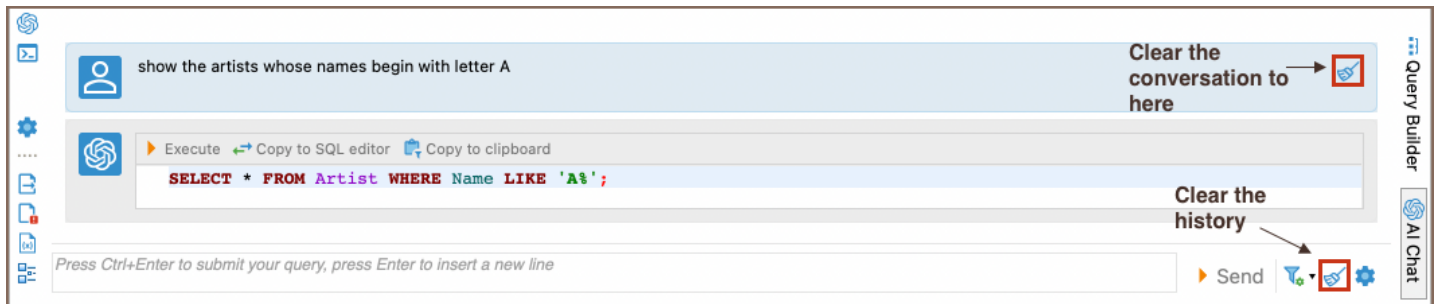 show the artists whose names begin with letter A
Clear the
conversation to
here
Execute Copy to SQL editor Copy to clipboard
SELECT * FROM Artist WHERE Name LIKE 'A%';
Clear the
history
Press Ctrl+Enter to submit your query, press Enter to insert a new line
Send
Query Builder
AI Chat